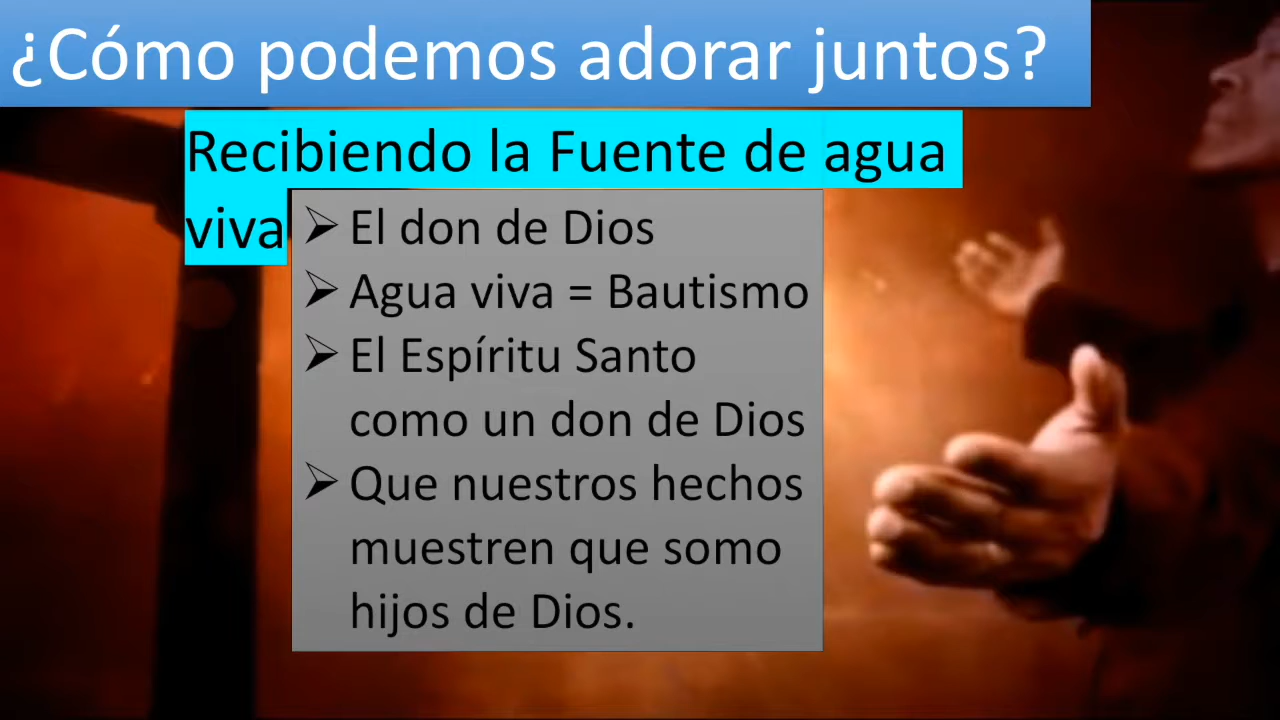 ¿Cómo podemos adorar juntos?
Recibiendo la Fuente de agua
viva
➢ El don de Dios
➢ Agua viva = Bautismo
➢ El Espíritu Santo
como un don de Dios
➢ Que nuestros hechos
muestren que somo
hijos de Dios.